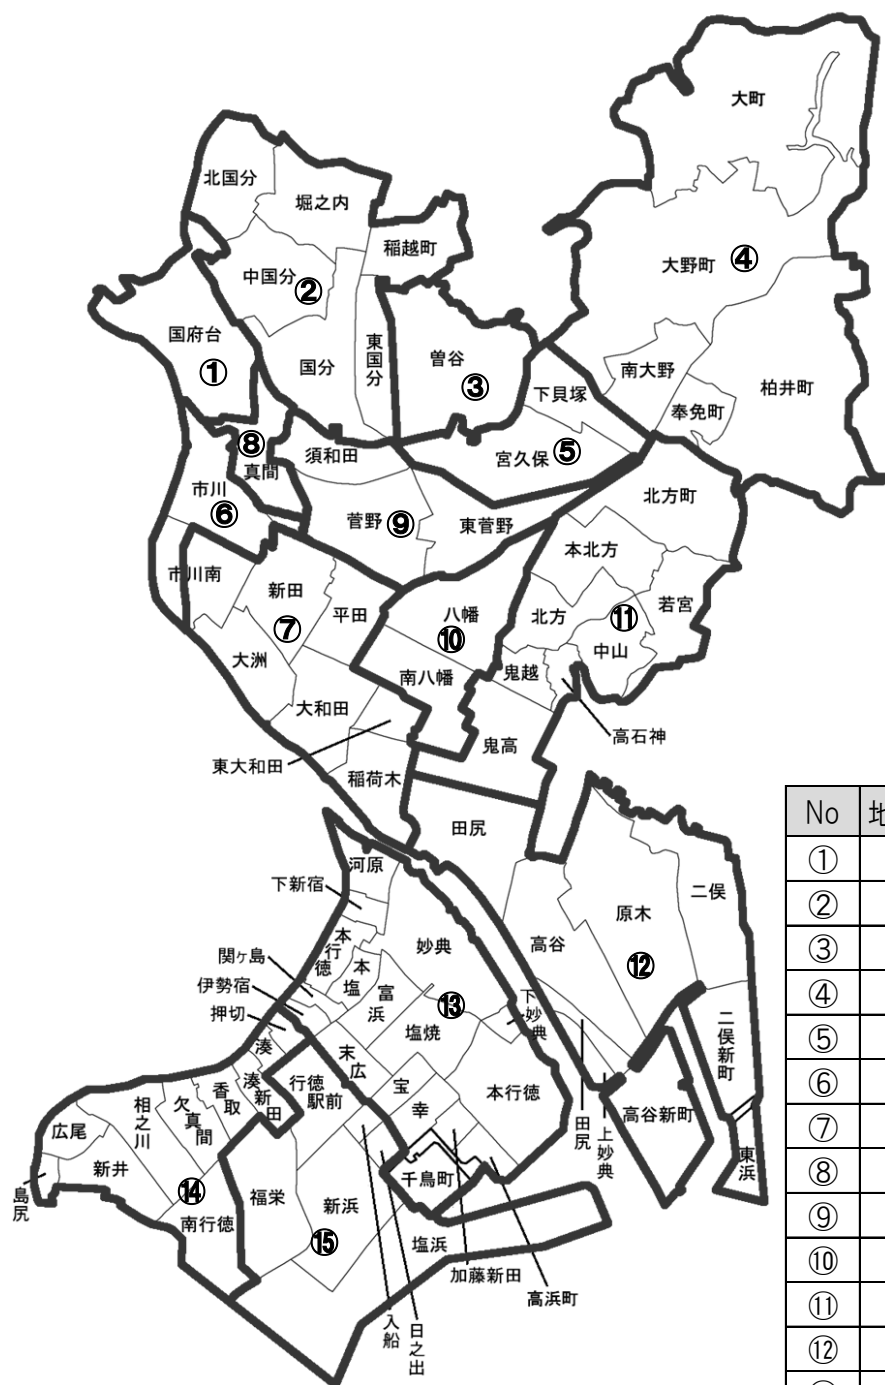 大町
北国分
堀之内
稲越町
中国分
②
大野町
④
国府台
①
国分
東国分
曽谷
③
南大野
柏井町
奉免町
下貝塚
⑧
真間
須和田
宮久保
⑤
市川
⑥
菅野
⑨
東菅野
北方町
本北方
市川南
新田
⑦
平田
八幡
⑩
北方
⑪
若宮
中山
大洲
南八幡
鬼越
大和田
高石神
東大和田
鬼高
稲荷木
田尻
河原
下新宿
本行徳
妙典
高谷
原木
⑫
二俣
関ヶ島
本塩
伊勢宿
富浜
⑬
下妙典
押切
塩焼
湊
末広
二俣新町
湊新田
行徳駅前
宝
本行徳
香取
幸
欠真間
相之川
広尾
田尻
上妙典
高谷新町
新井
千鳥町
東浜
島尻
⑭
福栄
新浜
南行徳
⑮
塩浜
加藤新田
高浜町
入船
日之出
No 地
①
②
③
④
⑤
⑥
⑦
⑧
⑨
⑩
⑪
⑫